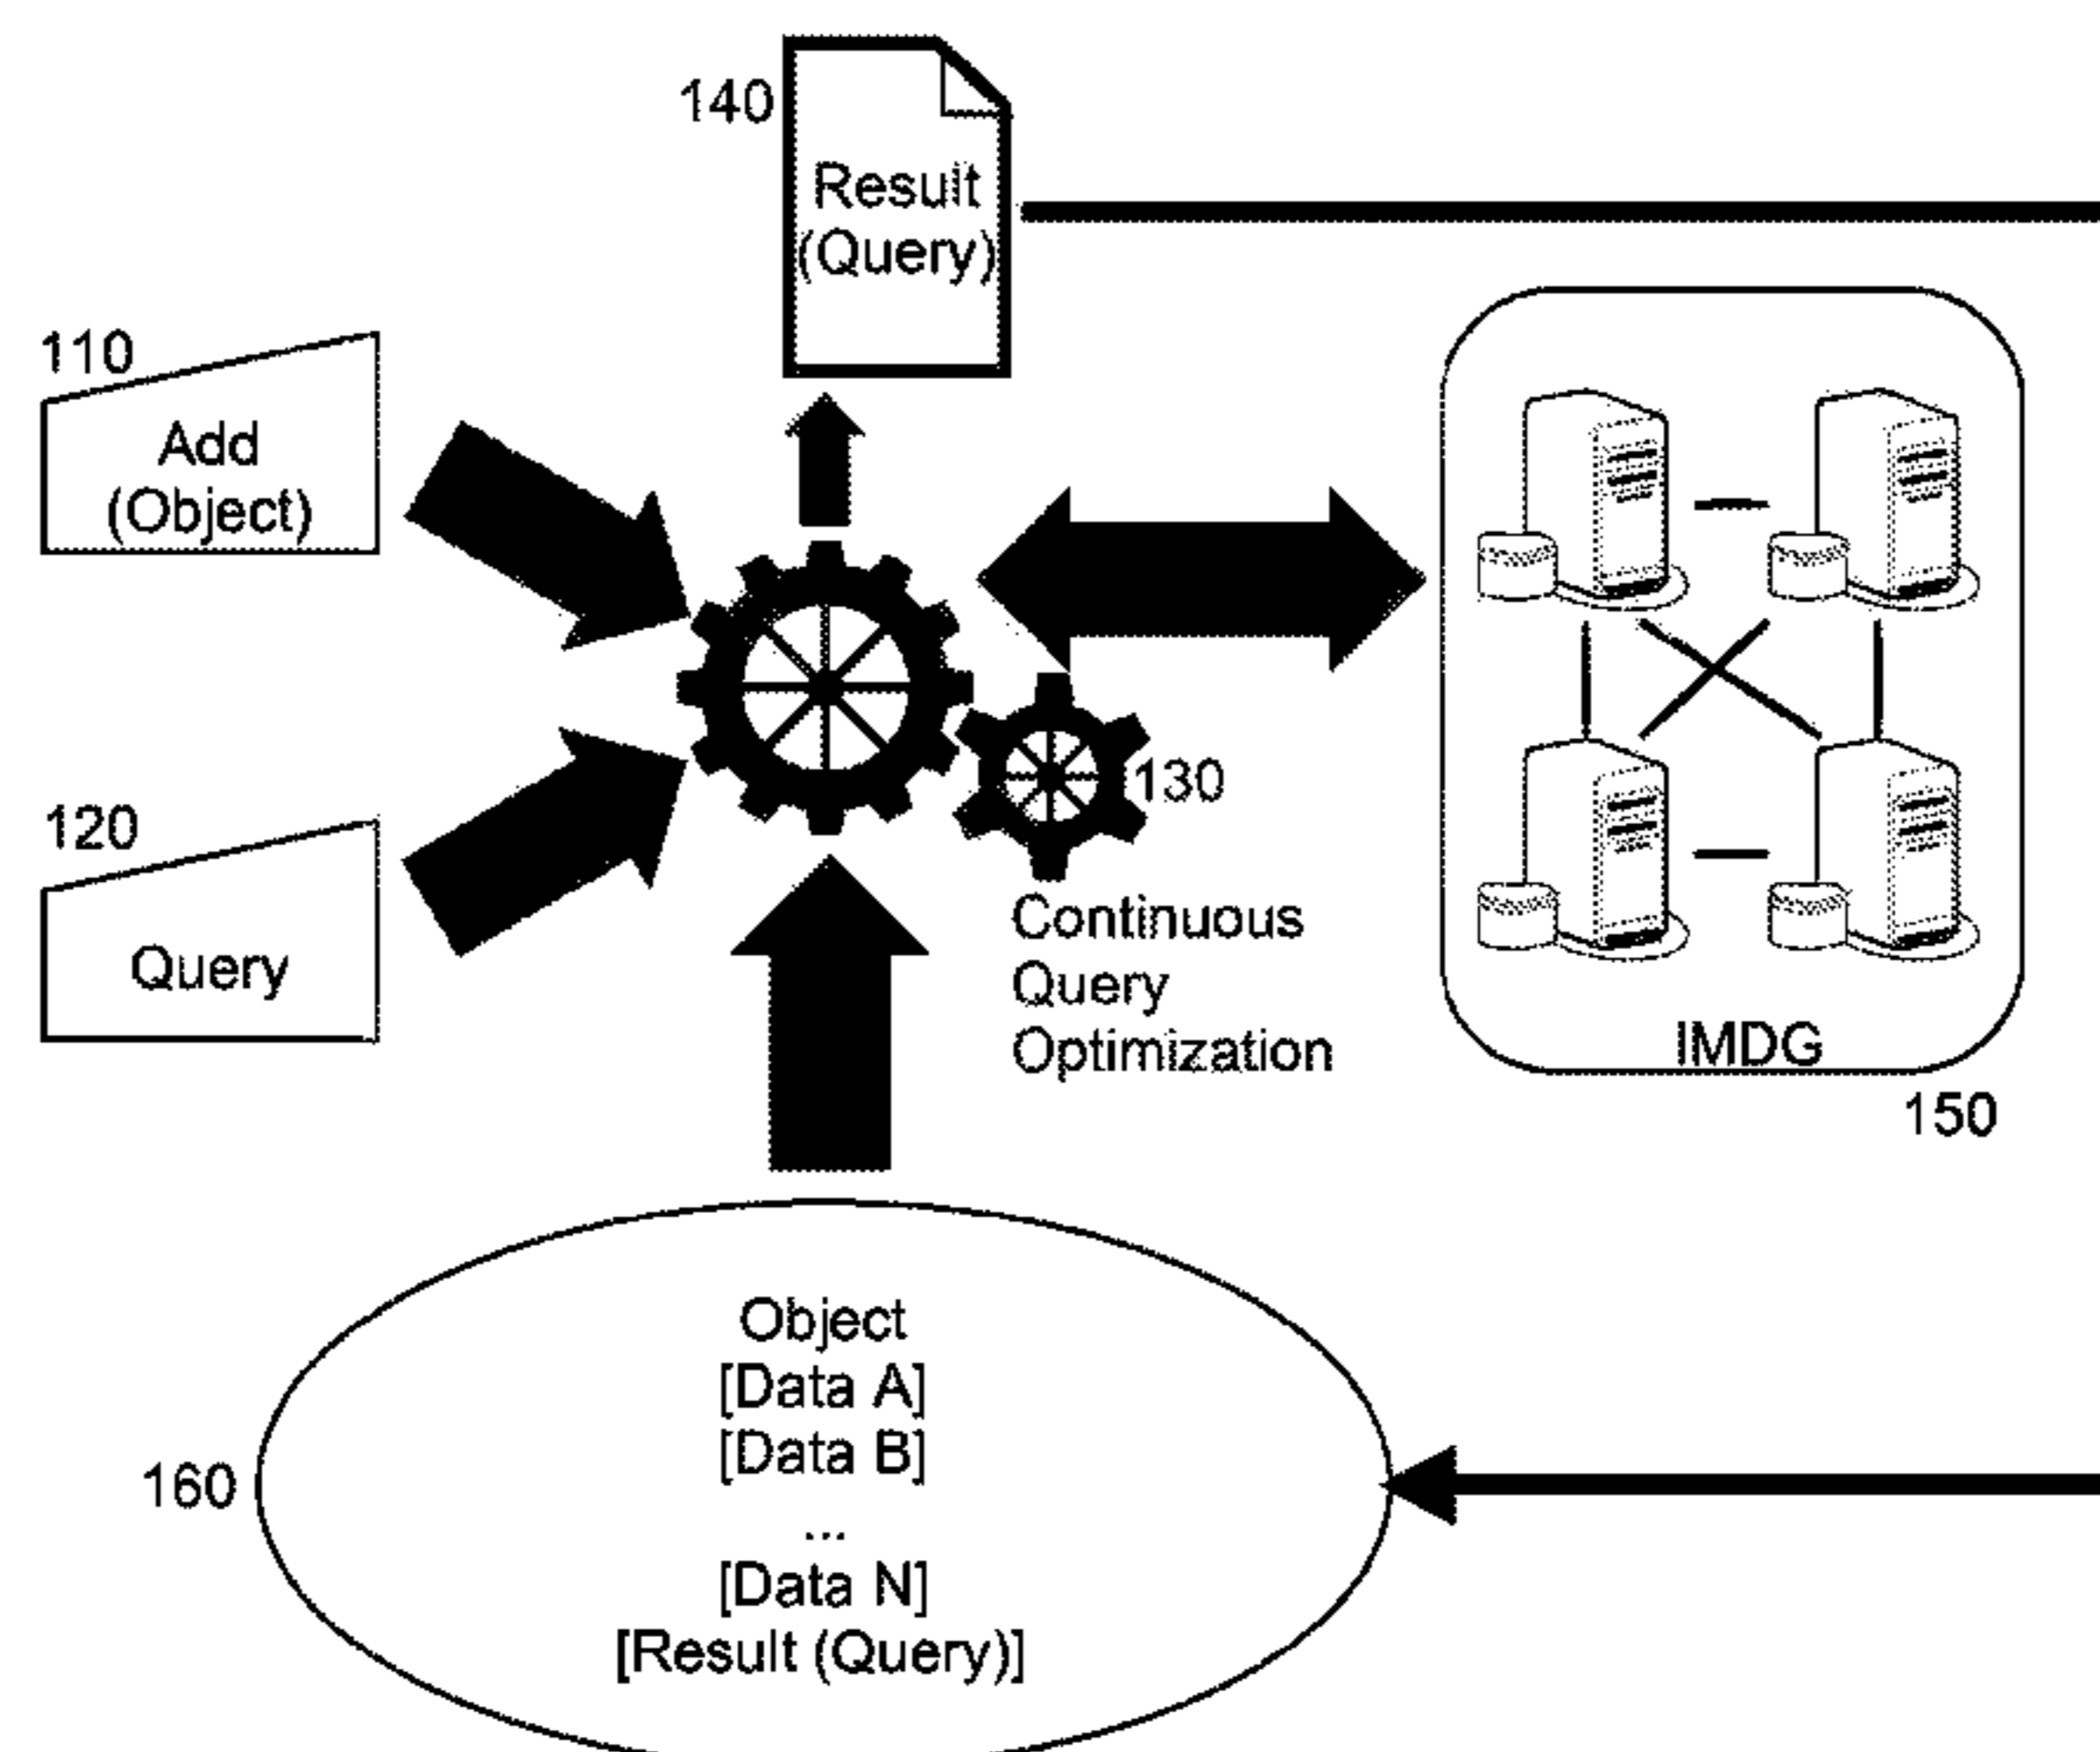 140
Result
(Query)
110
Add
(Object)
130
120
Query
Continuous
Query
Optimization
IMDG
150
Object
[Data A]
[Data B]
...
[Data N]
[Result (Query)]
160